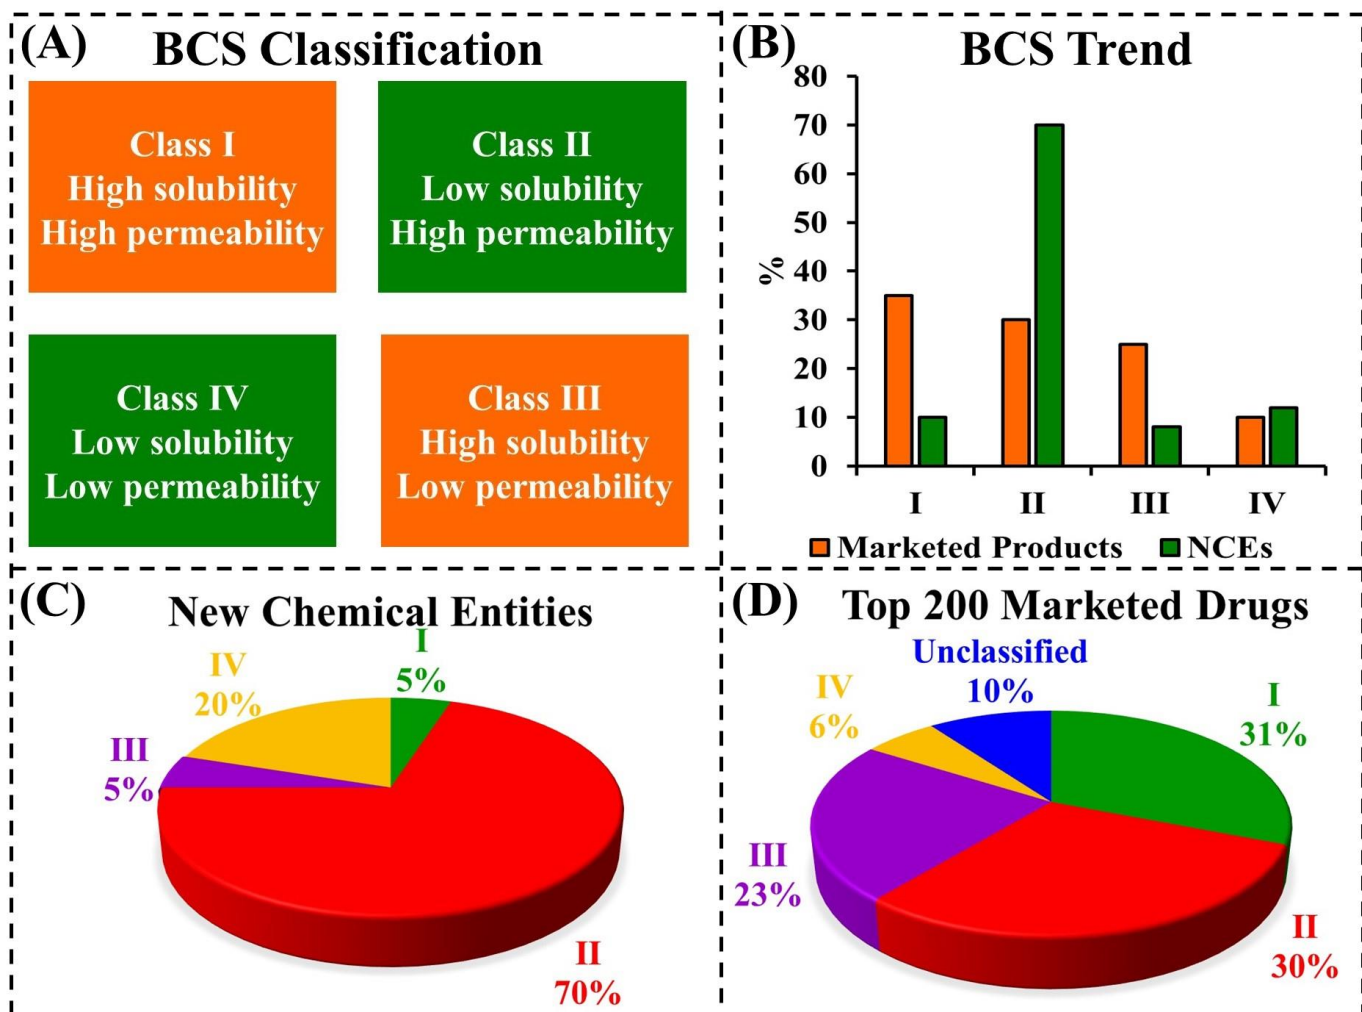 (A)
BCS Classification
Class I
High solubility
High permeability
Class II
Low solubility
High permeability
Class IV
Low solubility
Low permeability
Class III
High solubility
Low permeability
(B)
BCS Trend
80
70
60
50
40
30
20
10
0
%
I
II
III
IV
Marketed Products
NCEs
(C)
New Chemical Entities
I
5%
IV
20%
III
5%
II
70%
(D)
Top 200 Marketed Drugs
Unclassified
10%
IV
6%
I
31%
III
23%
II
30%